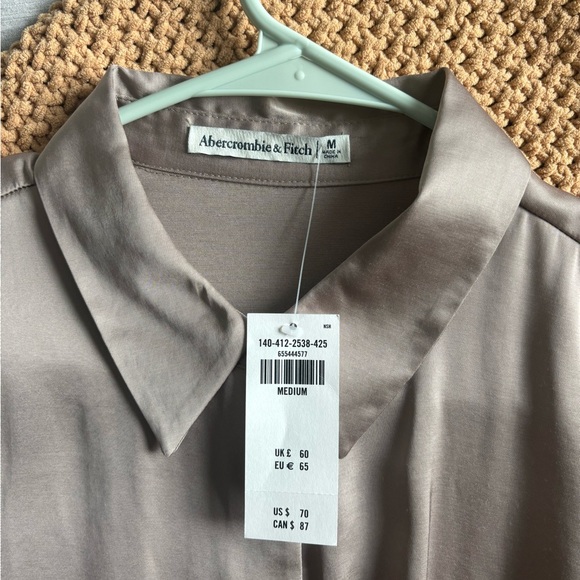 Abercrombie & Fitch
M
MADE IN
CHINA
NSH
140-412-2538-425
655444577
MEDIUM
UK £ 60
EU € 65
US $ 70
CAN $ 87